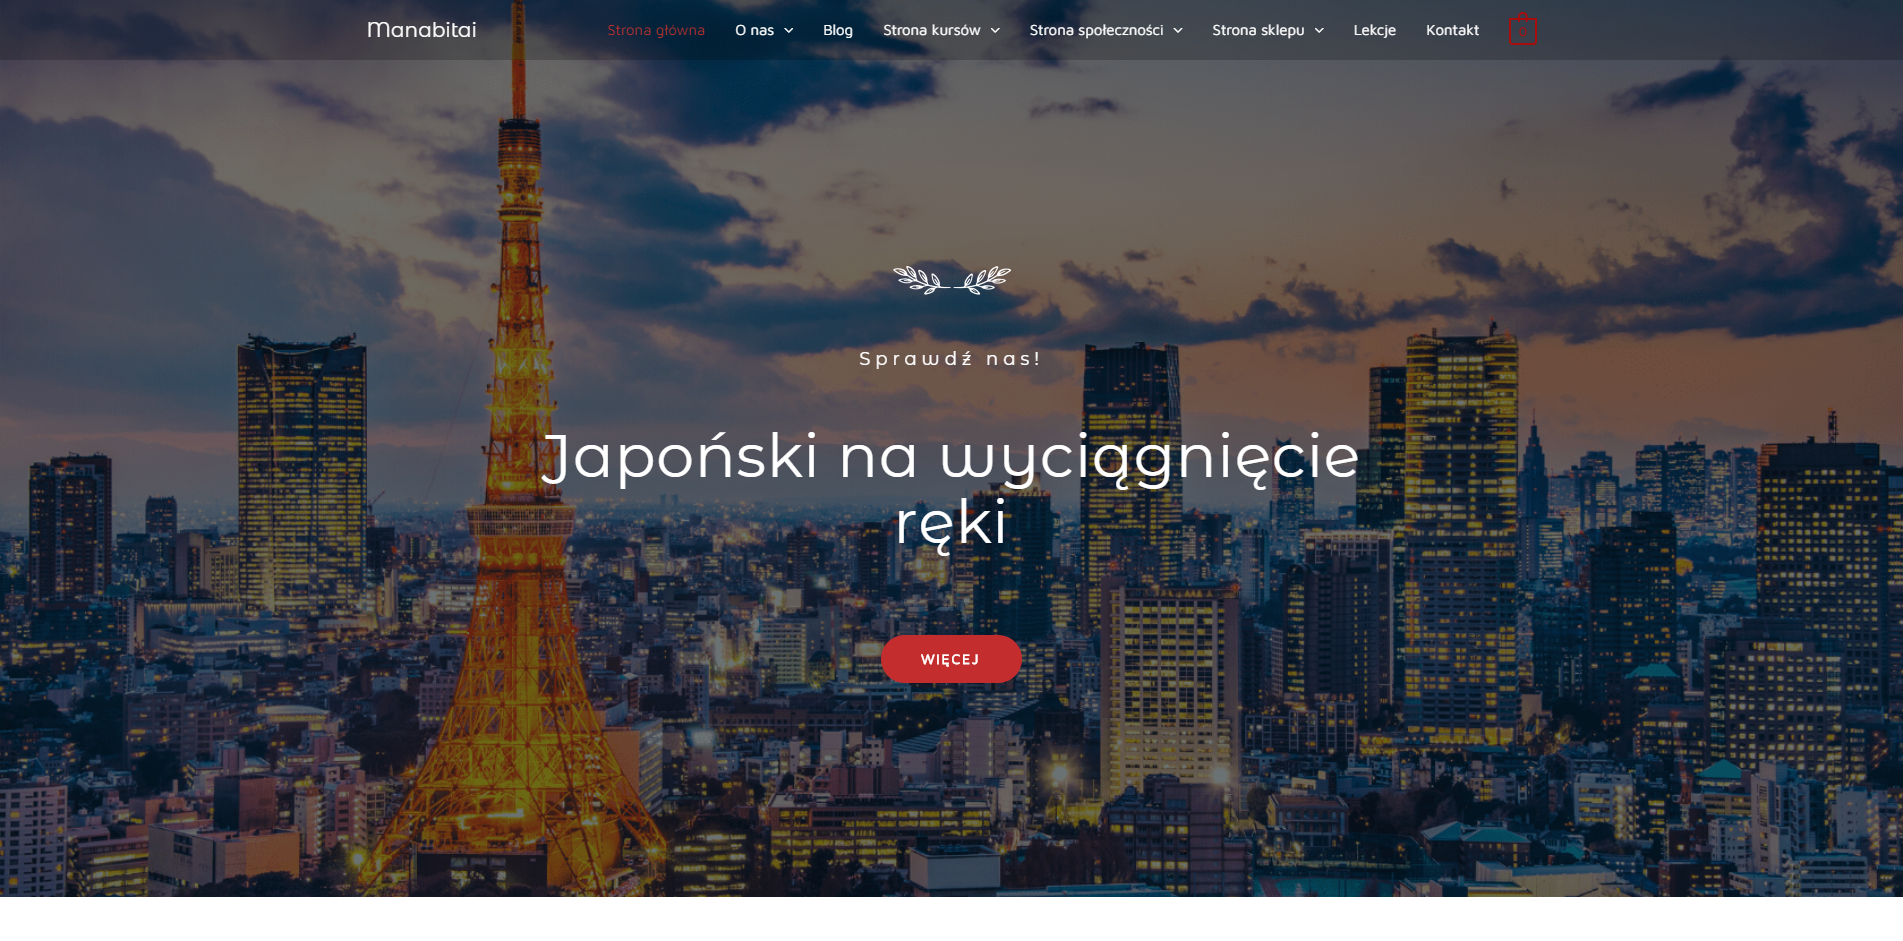 Manabitai
Strona główna O nas Blog Strona kursów Strona społeczności Strona sklepu Lekcje Kontakt 0
Sprawdź nas!
Japoński na wyciągnięcie
ręki
WIĘCEJ